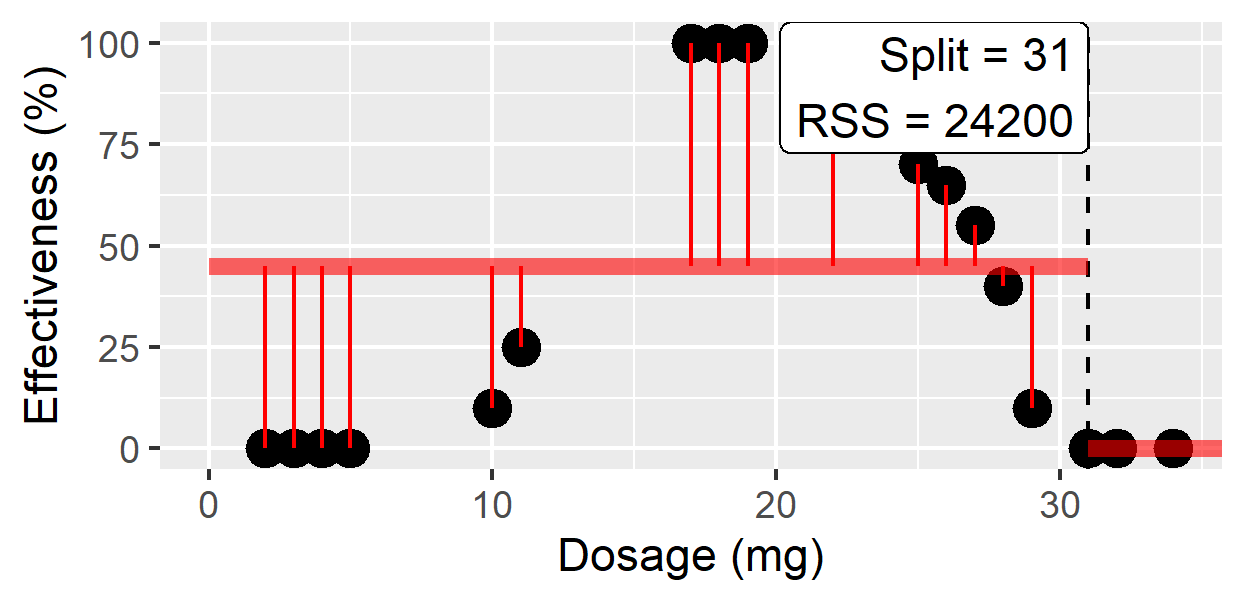 100
75
50
25
0
Effectiveness (%)
Split = 31
RSS = 24200
0 10 20 30
Dosage (mg)